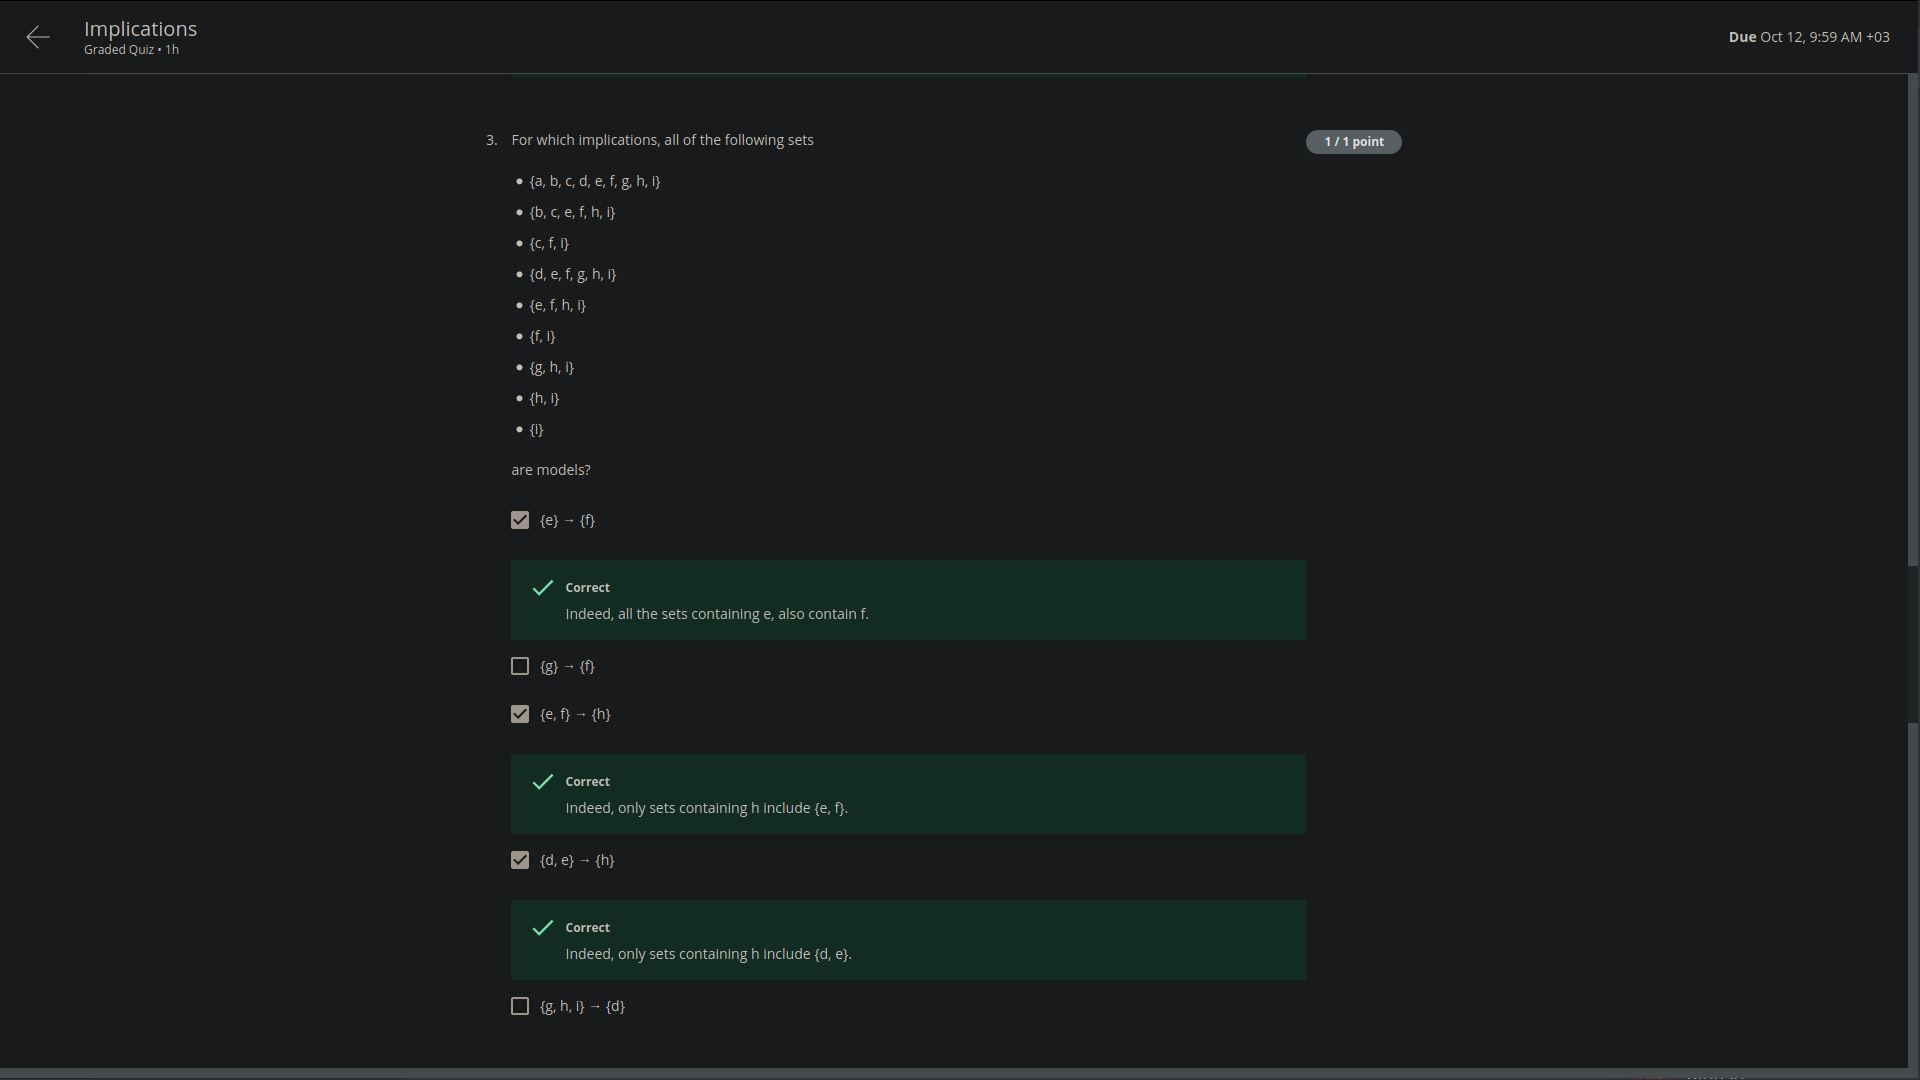 Implications
Graded Quiz • 1h
Due Oct 12, 9:59 AM +03
3. For which implications, all of the following sets
1 / 1 point
• {a, b, c, d, e, f, g, h, i}
• {b, c, e, f, h, i}
• {c, f, i}
• {d, e, f, g, h, i}
• {e, f, h, i}
• {f, i}
• {g, h, i}
• {h, i}
• {i}
are models?
{e} → {f}
Correct
Indeed, all the sets containing e, also contain f.
{g} → {f}
{e, f} → {h}
Correct
Indeed, only sets containing h include {e, f}.
{d, e} → {h}
Correct
Indeed, only sets containing h include {d, e}.
{g, h, i} → {d}